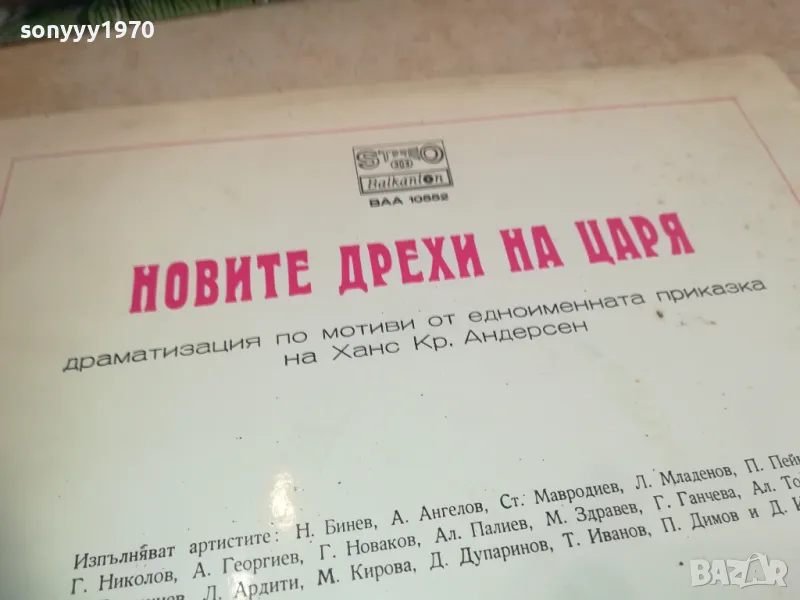 sonyyy1970
STEREO
Balkanton
ВАА 10552
НОВИТЕ ДРЕХИ НА ЦАРЯ
драматизация по мотиви от едноименната приказка
на Ханс Кр. Андерсен
Изпълняват артистите: Н. Бинев, А. Ангелов, Ст. Мавродиев, Л. Младенов, П.
Г. Николов, А. Георгиев, Г. Новаков, Ал. Палиев, М. Здравев, Г. Ганчева, Ал.
Л. Ардити, М. Кирова, Д. Дупаринов, Т. Иванов, П. Димов и Д.
BAZAR